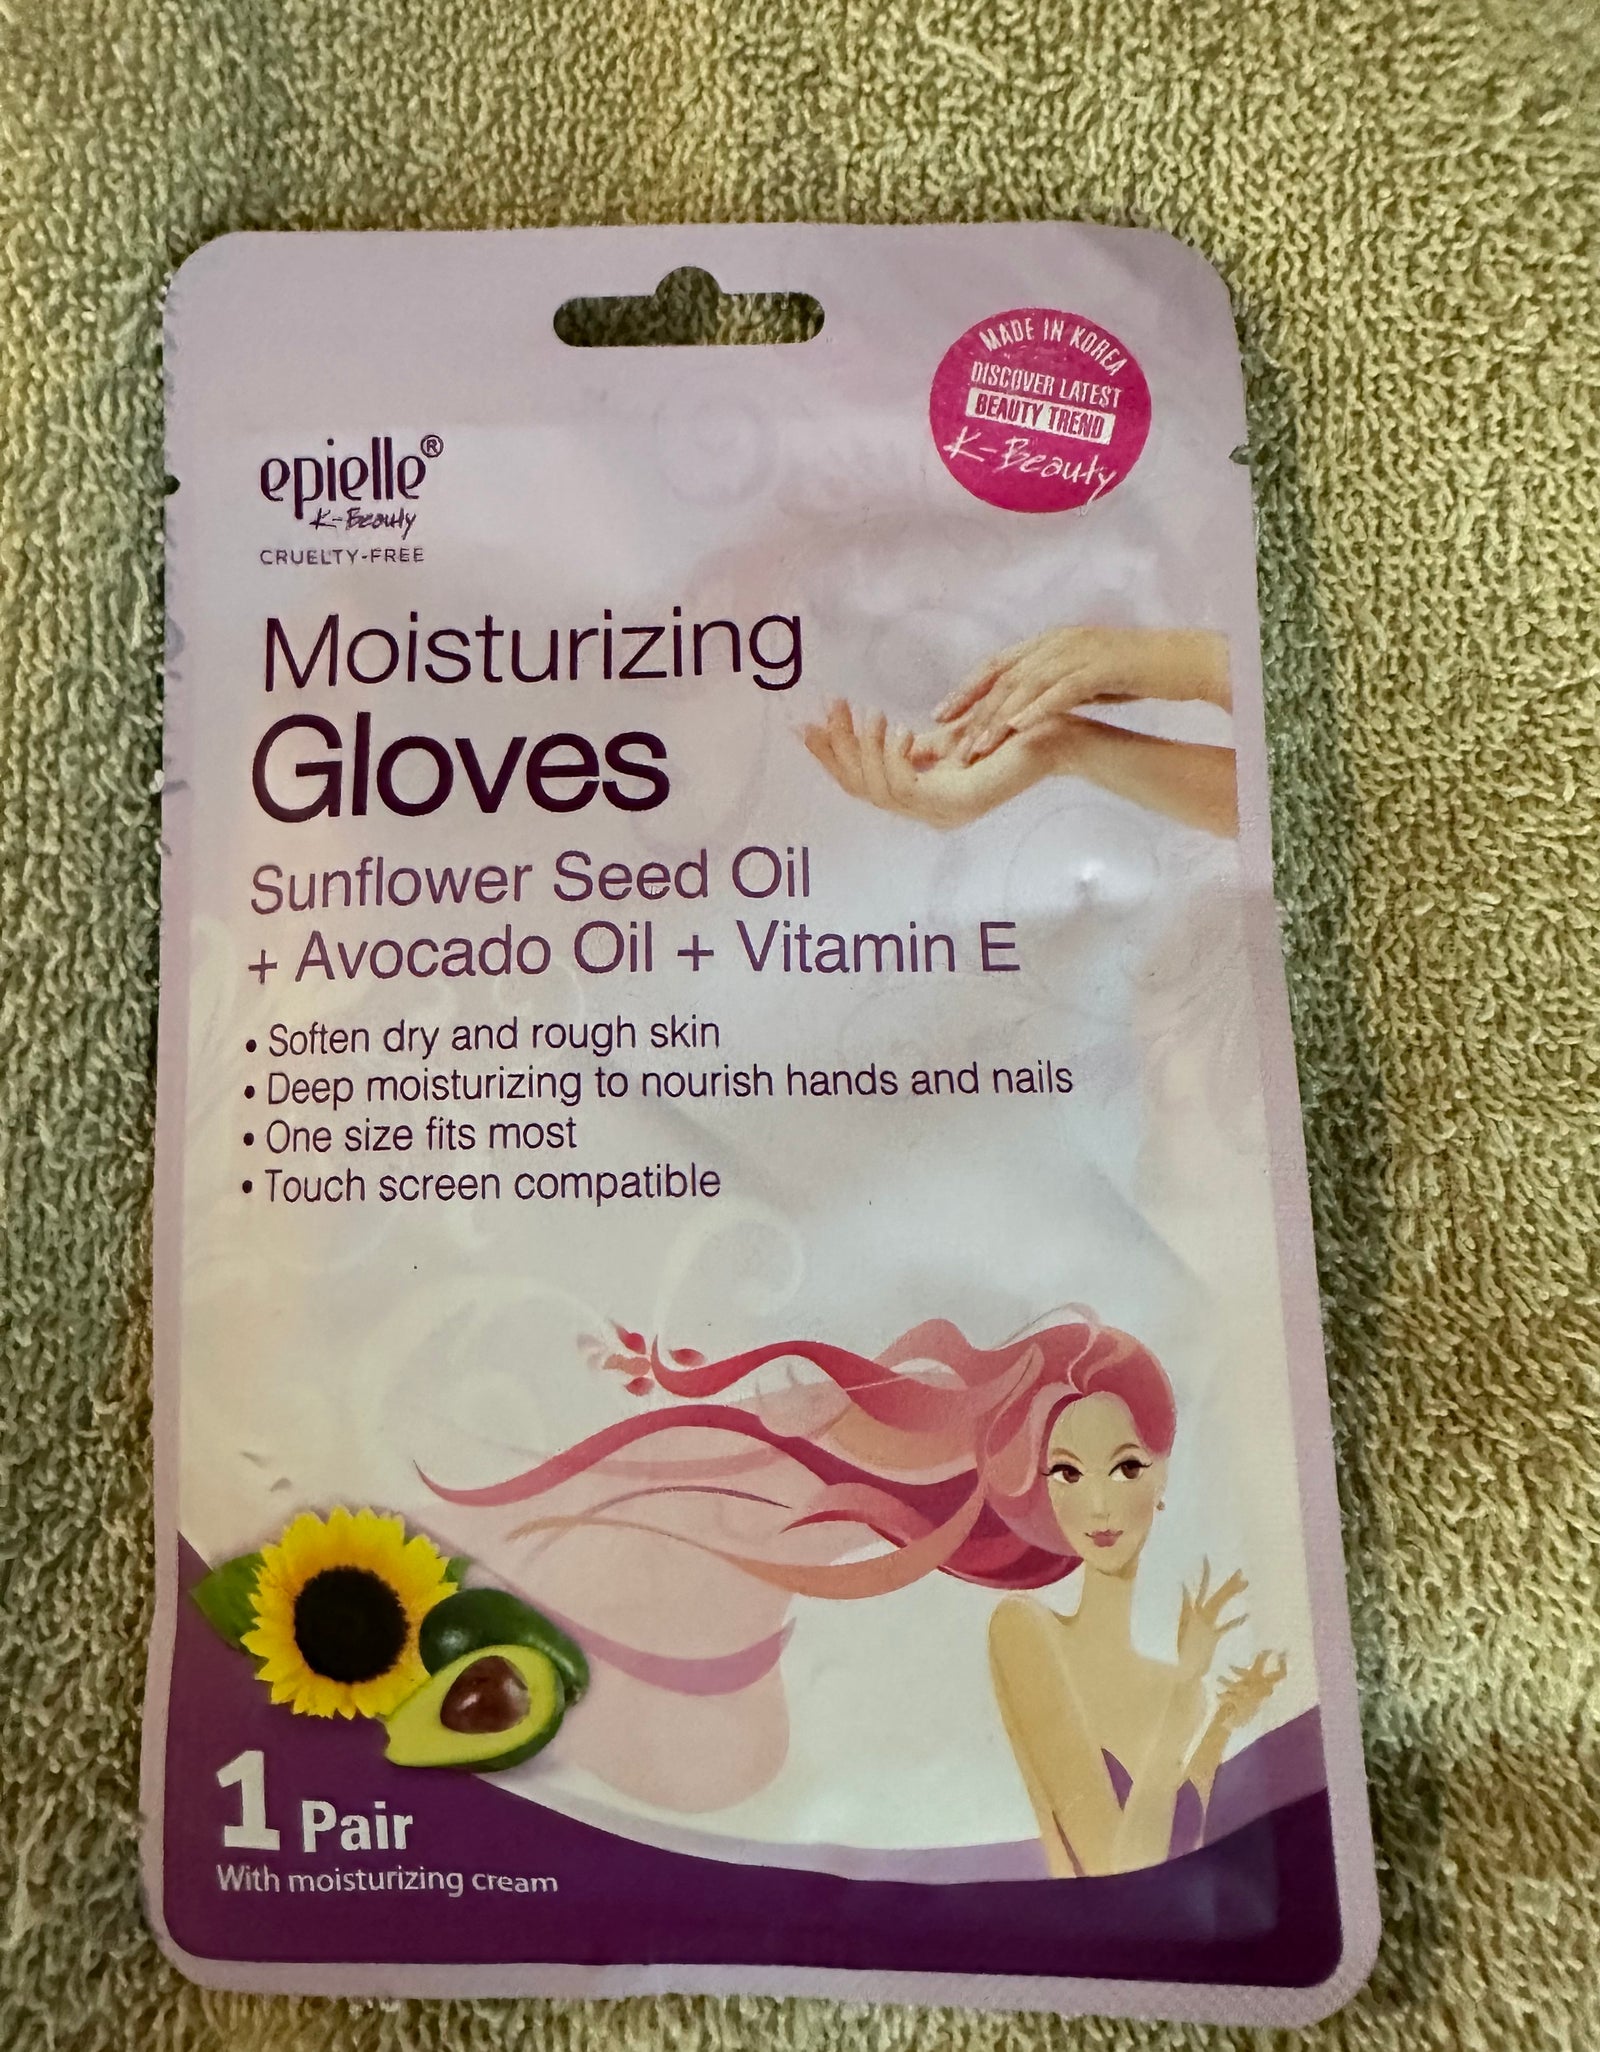 MADE IN KOREA
DISCOVER LATEST
BEAUTY TREND
K-Beauty
epielle®
K-Beauty
CRUELTY-FREE
Moisturizing
Gloves
Sunflower Seed Oil
+ Avocado Oil + Vitamin E
• Soften dry and rough skin
• Deep moisturizing to nourish hands and nails
• One size fits most
• Touch screen compatible
1 Pair
With moisturizing cream